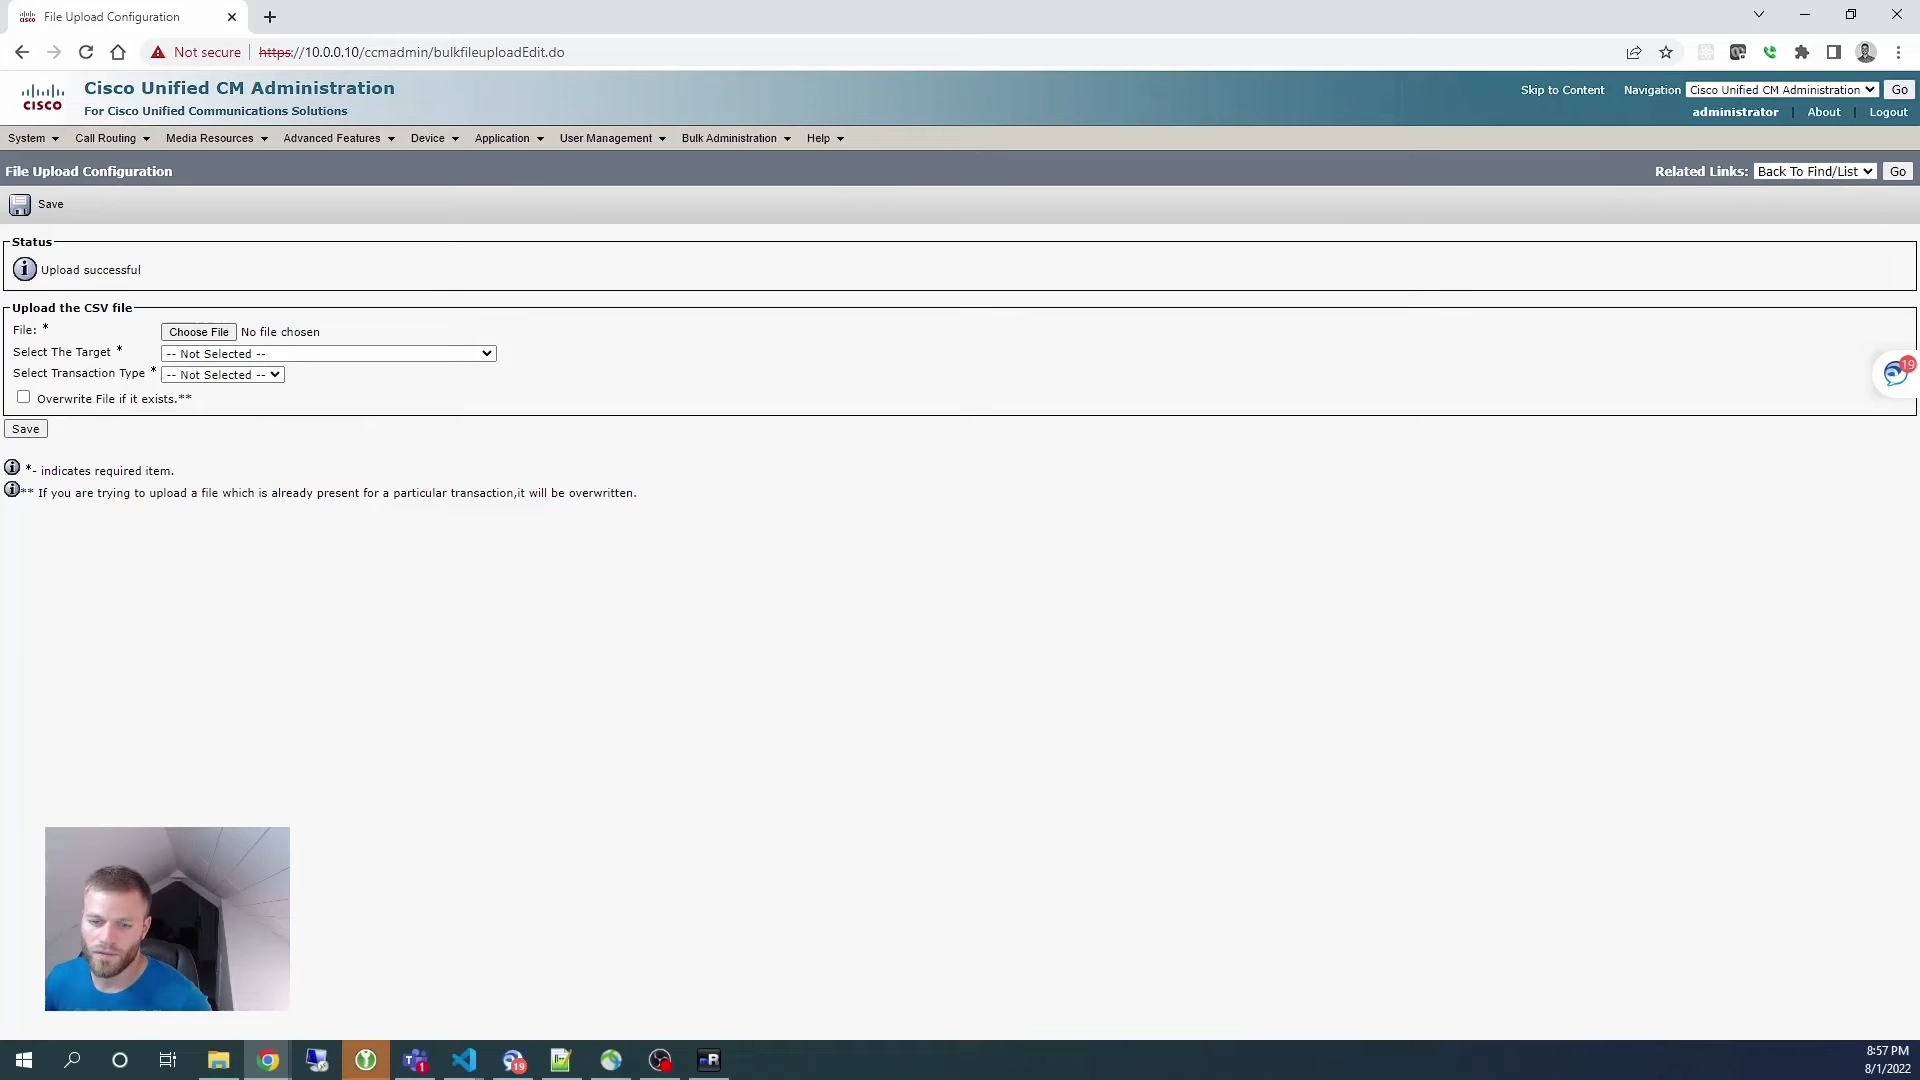 File Upload Configuration
Not secure
https://10.0.0.10/ccmadmin/bulkfileuploadEdit.do
CISCO
Cisco Unified CM Administration
For Cisco Unified Communications Solutions
Skip to Content
Navigation
Cisco Unified CM Administration
Go
administrator | About | Logout
System
Call Routing
Media Resources
Advanced Features
Device
Application
User Management
Bulk Administration
Help
File Upload Configuration
Related Links:
Back To Find/List
Go
Save
Status
Upload successful
Upload the CSV file
File: * Choose File No file chosen
Select The Target * -- Not Selected --
Select Transaction Type * -- Not Selected --
Overwrite File if it exists.**
Save
*- indicates required item.
** If you are trying to upload a file which is already present for a particular transaction,it will be overwritten.
19
1
19
8:57 PM
8/1/2022